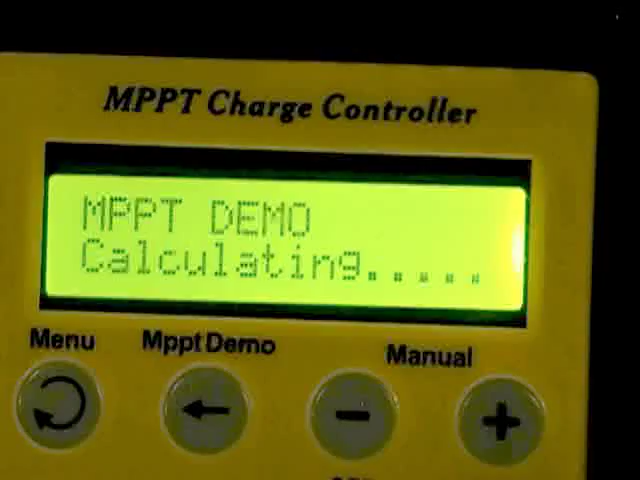 MPPT Charge Controller
MPPT DEMO
Calculating.....
Menu
Mppt Demo
Manual